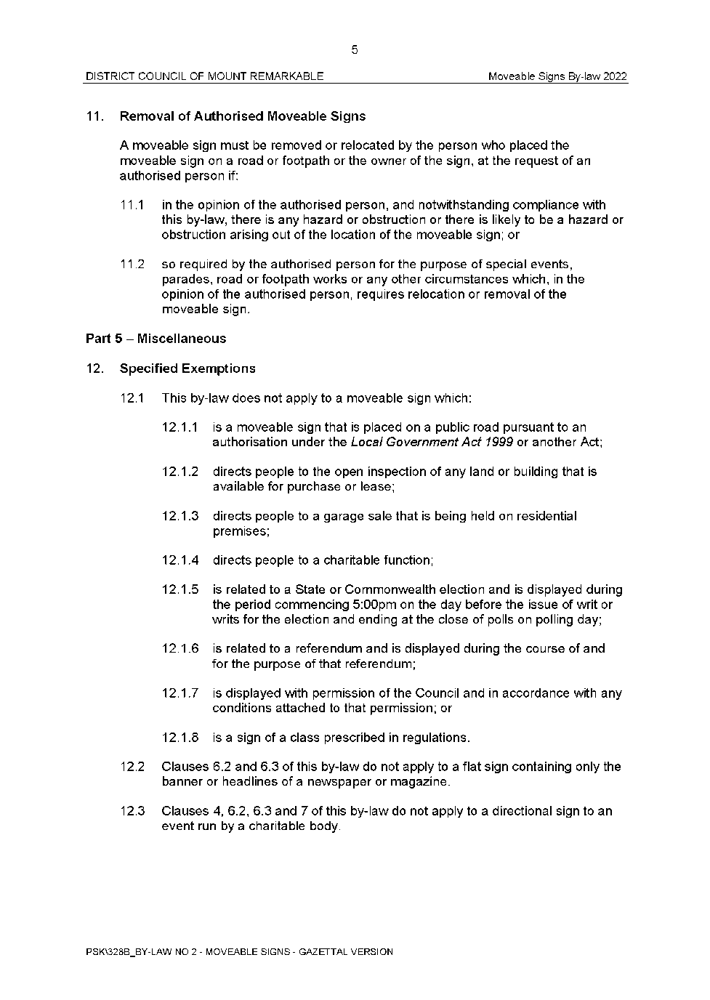 5
DISTRICT COUNCIL OF MOUNT REMARKABLE Moveable Signs By-law 2022
11. Removal of Authorised Moveable Signs
A moveable sign must be removed or relocated by the person who placed the
moveable sign on a road or footpath or the owner of the sign, at the request of an
authorised person if:
11.1 in the opinion of the authorised person, and notwithstanding compliance with
this by-law, there is any hazard or obstruction or there is likely to be a hazard or
obstruction arising out of the location of the moveable sign; or
11.2 so required by the authorised person for the purpose of special events,
parades, road or footpath works or any other circumstances which, in the
opinion of the authorised person, requires relocation or removal of the
moveable sign.
Part 5 – Miscellaneous
12. Specified Exemptions
12.1 This by-law does not apply to a moveable sign which:
12.1.1 is a moveable sign that is placed on a public road pursuant to an
authorisation under the Local Government Act 1999 or another Act;
12.1.2 directs people to the open inspection of any land or building that is
available for purchase or lease;
12.1.3 directs people to a garage sale that is being held on residential
premises;
12.1.4 directs people to a charitable function;
12.1.5 is related to a State or Commonwealth election and is displayed during
the period commencing 5:00pm on the day before the issue of writ or
writs for the election and ending at the close of polls on polling day;
12.1.6 is related to a referendum and is displayed during the course of and
for the purpose of that referendum;
12.1.7 is displayed with permission of the Council and in accordance with any
conditions attached to that permission; or
12.1.8 is a sign of a class prescribed in regulations.
12.2 Clauses 6.2 and 6.3 of this by-law do not apply to a flat sign containing only the
banner or headlines of a newspaper or magazine.
12.3 Clauses 4, 6.2, 6.3 and 7 of this by-law do not apply to a directional sign to an
event run by a charitable body.
PSK\328B_BY-LAW NO 2 - MOVEABLE SIGNS - GAZETTAL VERSION